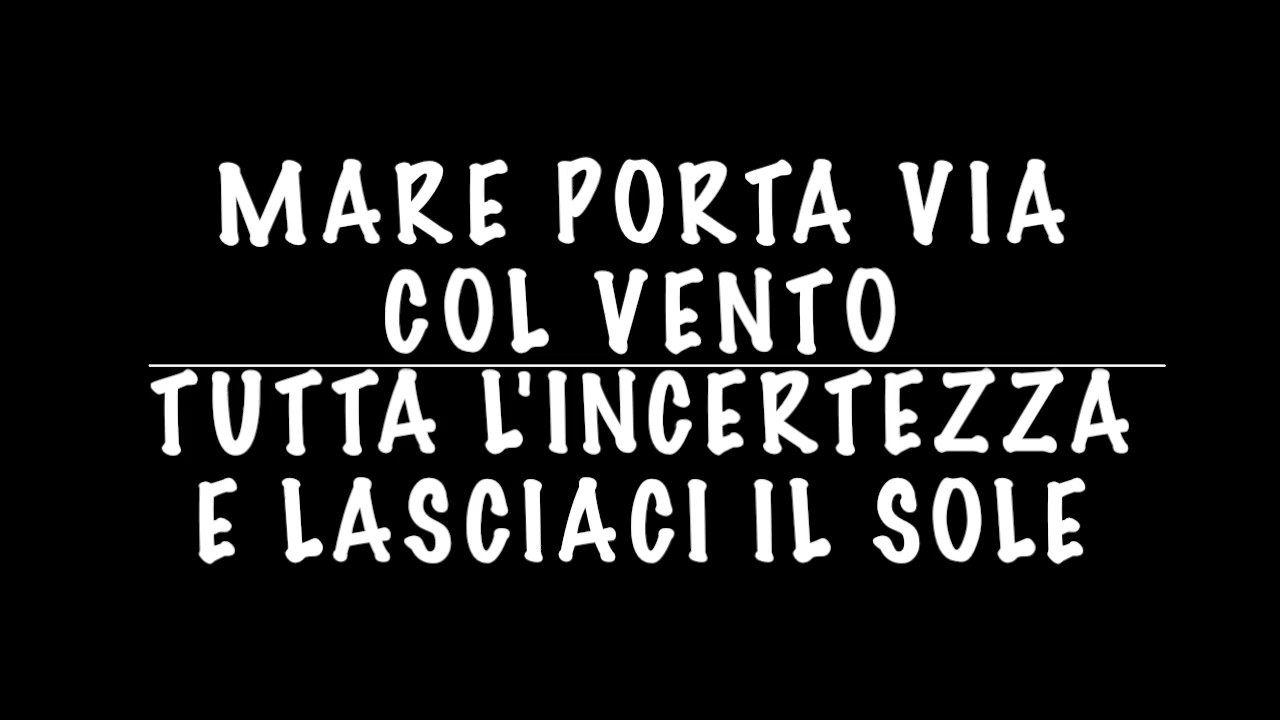 MARE PORTA VIA
COL VENTO
TUTTA L'INCERTEZZA
E LASCIACI IL SOLE